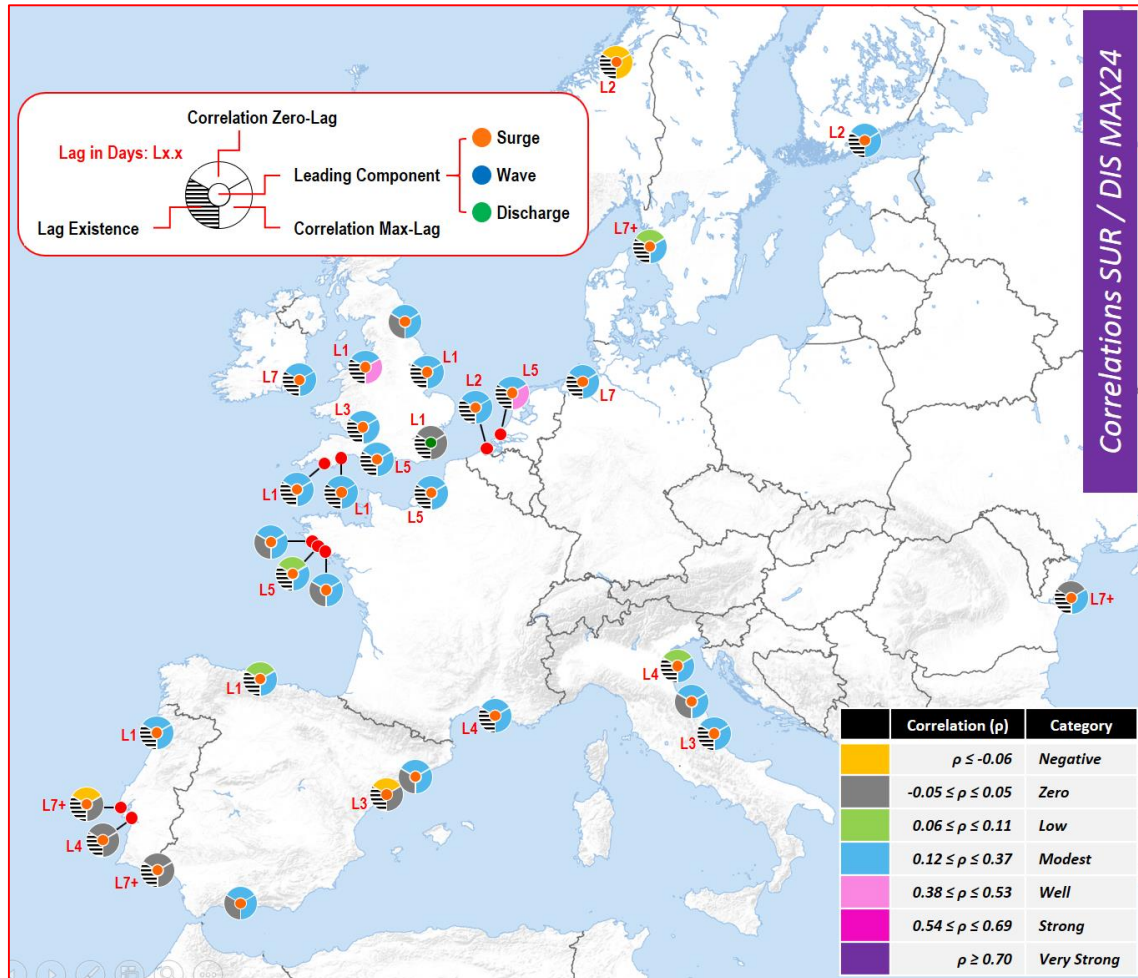 Correlations SUR / DIS MAX24
Correlation Zero-Lag
Lag in Days: Lx.x
Leading Component
Surge
Wave
Discharge
Lag Existence
Correlation Max-Lag
L2
L2
L7+
L1
L1
L5
L7
L2
L7
L3
L1
L5
L1
L1
L5
L5
L7+
L4
L1
L4
L1
L3
L3
L7+
L4
L7+
Correlation (ρ) Category
ρ ≤ -0.06 Negative
-0.05 ≤ ρ ≤ 0.05 Zero
0.06 ≤ ρ ≤ 0.11 Low
0.12 ≤ ρ ≤ 0.37 Modest
0.38 ≤ ρ ≤ 0.53 Well
0.54 ≤ ρ ≤ 0.69 Strong
ρ ≥ 0.70 Very Strong